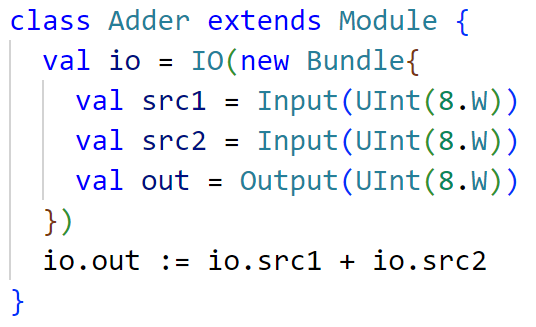 class Adder extends Module {
  val io = IO(new Bundle{
    val src1 = Input(UInt(8.W))
    val src2 = Input(UInt(8.W))
    val out = Output(UInt(8.W))
  })
  io.out := io.src1 + io.src2
}